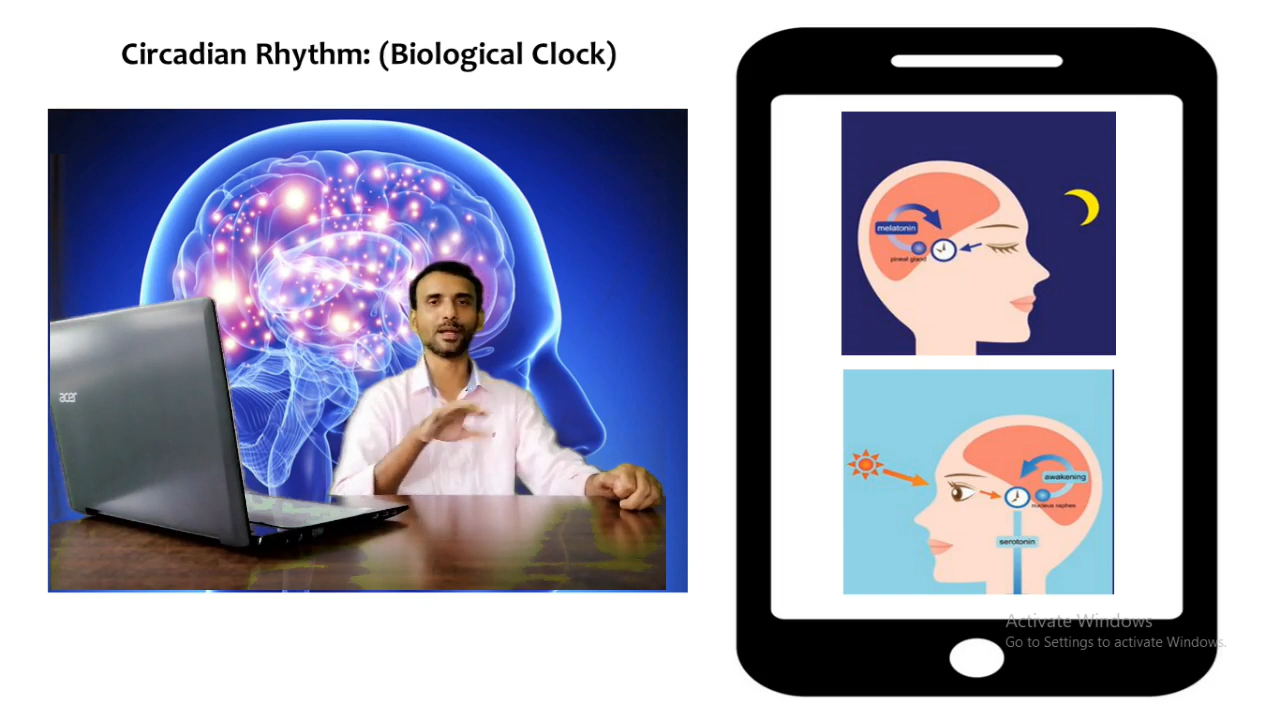 Circadian Rhythm: (Biological Clock)
acer
melatonin
pineal gland
awakening
nucleus raphes
serotonin
Activate Windows
Go to Settings to activate Windows.